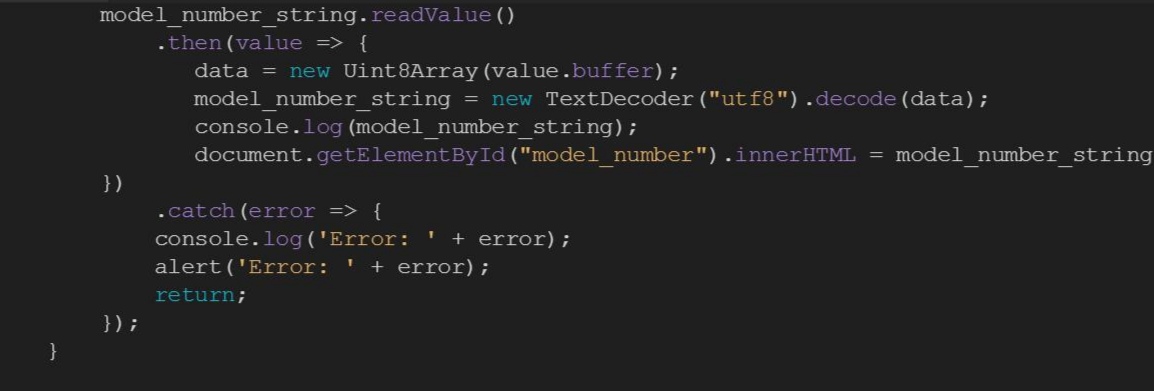 model_number_string.readValue()
.then(value => {
data = new Uint8Array(value.buffer);
model_number_string = new TextDecoder("utf8").decode(data);
console.log(model_number_string);
document.getElementById("model_number").innerHTML = model_number_string
})
.catch(error => {
console.log('Error: ' + error);
alert('Error: ' + error);
return;
});
}